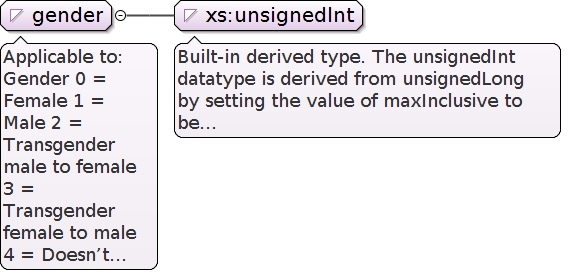 gender
xs:unsignedInt
Applicable to:
Gender 0 =
Female 1 =
Male 2 =
Transgender
male to female
3 =
Transgender
female to male
4 = Doesn’t...
Built-in derived type. The unsignedInt
datatype is derived from unsignedLong
by setting the value of maxInclusive to
be...